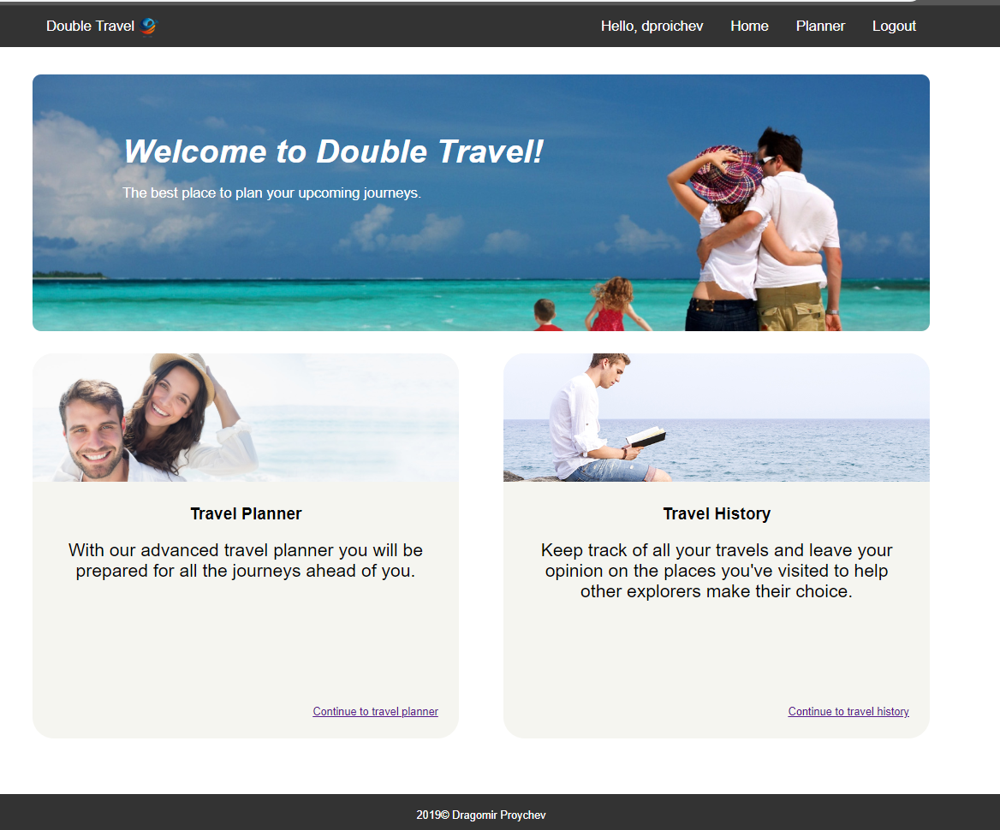 Double Travel
Hello, dproichev Home Planner Logout
Welcome to Double Travel!
The best place to plan your upcoming journeys.
Travel Planner
With our advanced travel planner you will be
prepared for all the journeys ahead of you.
Continue to travel planner
Travel History
Keep track of all your travels and leave your
opinion on the places you've visited to help
other explorers make their choice.
Continue to travel history
2019© Dragomir Proychev